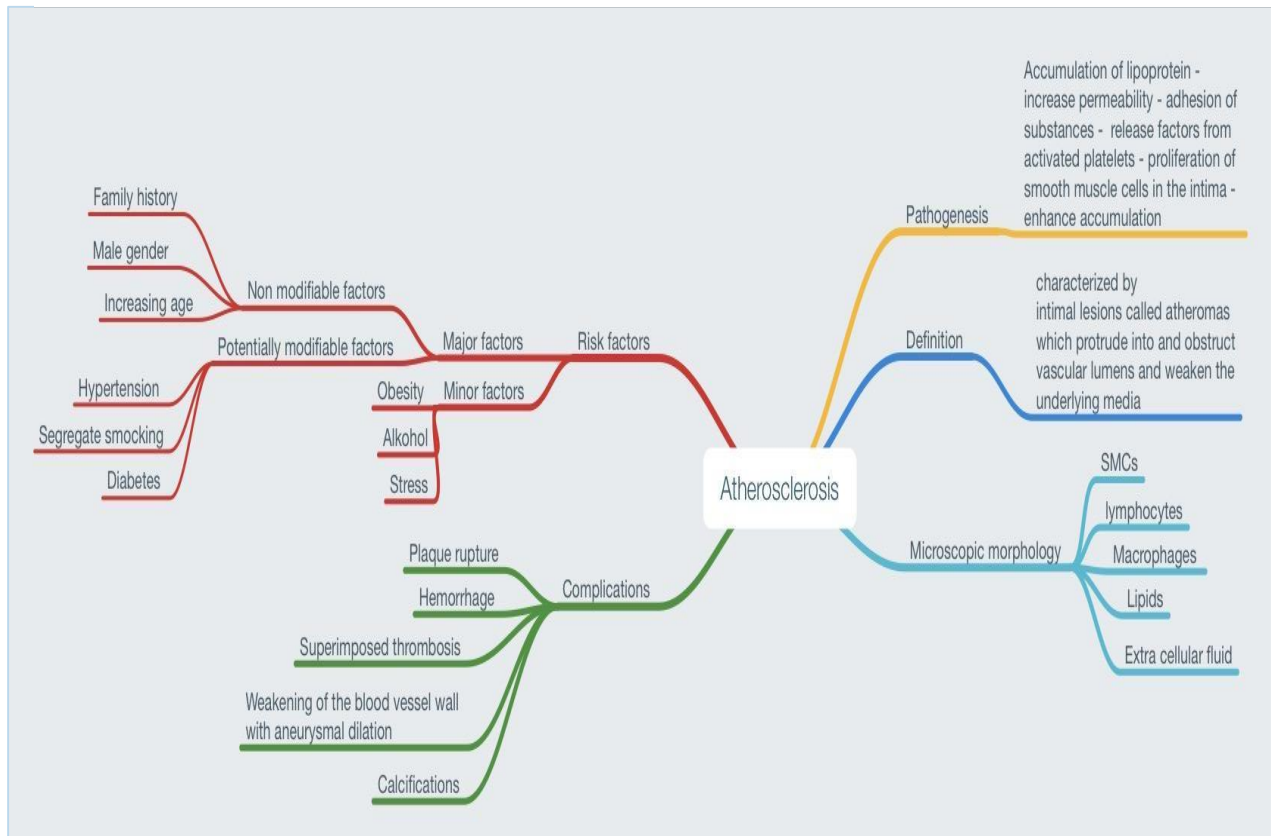 Atherosclerosis
Pathogenesis
Accumulation of lipoprotein -
increase permeability - adhesion of
substances - release factors from
activated platelets - proliferation of
smooth muscle cells in the intima -
enhance accumulation
Definition
characterized by
intimal lesions called atheromas
which protrude into and obstruct
vascular lumens and weaken the
underlying media
Microscopic morphology
SMCs
lymphocytes
Macrophages
Lipids
Extra cellular fluid
Risk factors
Major factors
Non modifiable factors
Family history
Male gender
Increasing age
Potentially modifiable factors
Hypertension
Segregate smocking
Diabetes
Minor factors
Obesity
Alkohol
Stress
Complications
Plaque rupture
Hemorrhage
Superimposed thrombosis
Weakening of the blood vessel wall
with aneurysmal dilation
Calcifications